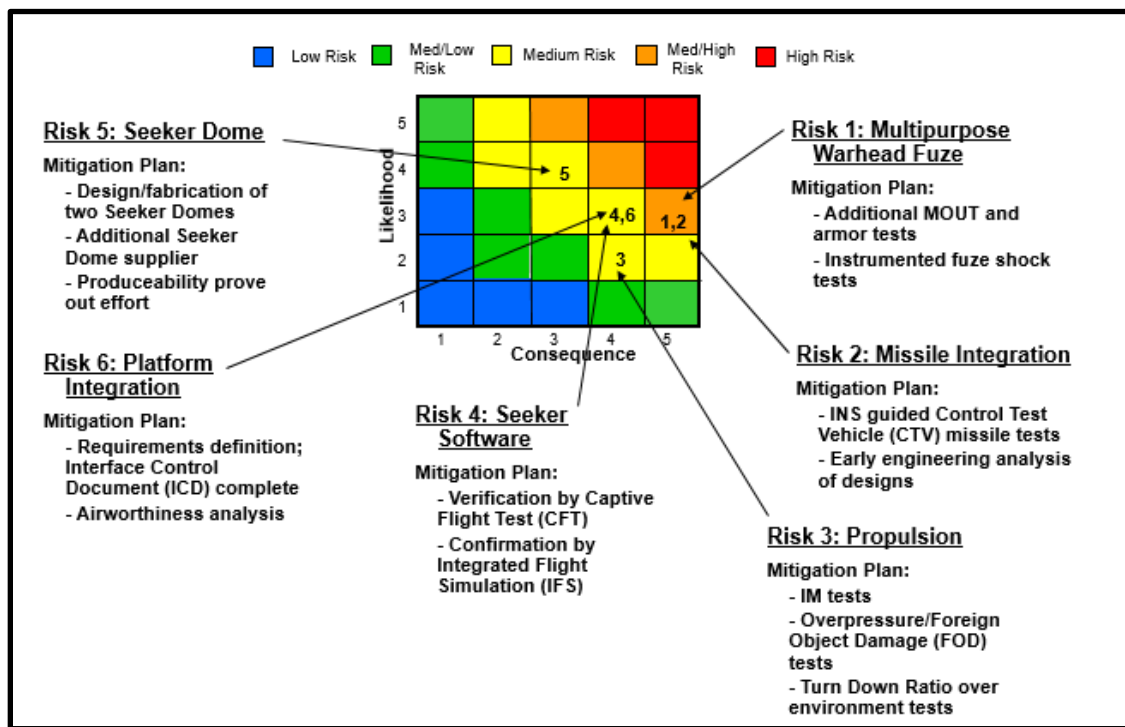 Low Risk
Med/Low
Risk
Medium Risk
Med/High
Risk
High Risk
Risk 5: Seeker Dome
Mitigation Plan:
- Design/fabrication of
two Seeker Domes
- Additional Seeker
Dome supplier
- Produceability prove
out effort
Risk 6: Platform
Integration
Mitigation Plan:
- Requirements definition;
Interface Control
Document (ICD) complete
- Airworthiness analysis
Likelihood
5
4
3
2
1
5
4,6
1,2
3
1 2 3 4 5
Consequence
Risk 4: Seeker
Software
Mitigation Plan:
- Verification by Captive
Flight Test (CFT)
- Confirmation by
Integrated Flight
Simulation (IFS)
Risk 1: Multipurpose
Warhead Fuze
Mitigation Plan:
- Additional MOUT and
armor tests
- Instrumented fuze shock
tests
Risk 2: Missile Integration
Mitigation Plan:
- INS guided Control Test
Vehicle (CTV) missile tests
- Early engineering analysis
of designs
Risk 3: Propulsion
Mitigation Plan:
- IM tests
- Overpressure/Foreign
Object Damage (FOD)
tests
- Turn Down Ratio over
environment tests